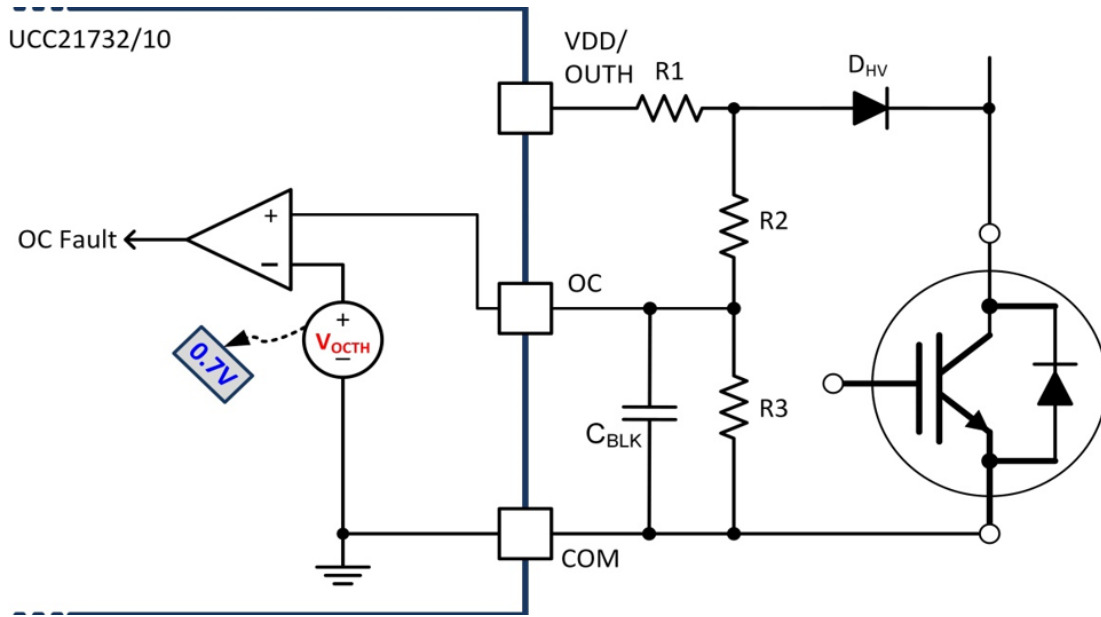 UCC21732/10
VDD/
OUTH
R1
DHV
R2
+
OC Fault
−
OC
+
VOCTH
−
0.7V
CBLK
R3
COM